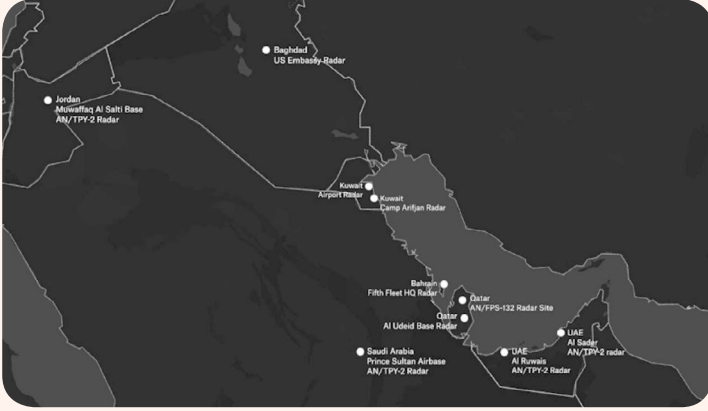 Baghdad
US Embassy Radar
Jordan
Muwaffaq Al Salti Base
AN/TPY-2 Radar
Kuwait
Airport Radar
Kuwait
Camp Arifjan Radar
Bahrain
Fifth Fleet HQ Radar
Qatar
AN/FPS-132 Radar Site
Qatar
Al Udeid Base Radar
UAE
Al Sader
AN/TPY-2 radar
Saudi Arabia
Prince Sultan Airbase
AN/TPY-2 Radar
UAE
Al Ruwais
AN/TPY-2 Radar